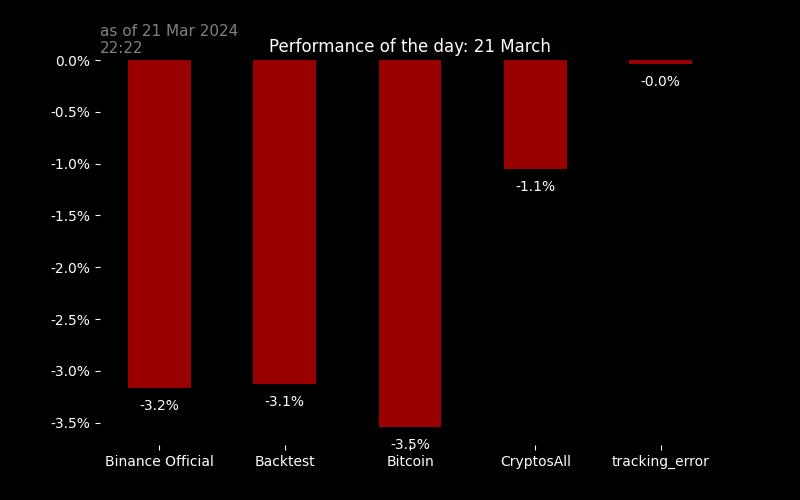 as of 21 Mar 2024
22:22
Performance of the day: 21 March
0.0%
-0.5%
-1.0%
-1.5%
-2.0%
-2.5%
-3.0%
-3.5%
-3.2%
-3.1%
-3.5%
-1.1%
-0.0%
Binance Official
Backtest
Bitcoin
CryptosAll
tracking_error